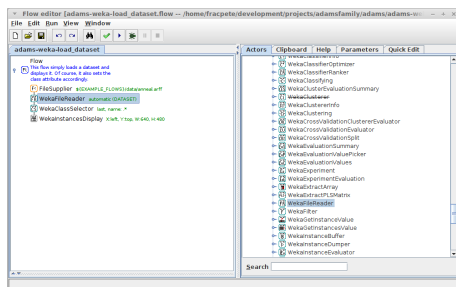 Flow editor [adams-weka-load_dataset.flow -- /home/fracpete/development/projects/adamsfamily/adams/adams-we
File Edit Run View Window
adams-weka-load_dataset
Flow
This flow simply loads a dataset and
displays it. Of course, it also sets the
class attribute accordingly.
FileSupplier
WekaFileReader automatic (DATASET)
WekaClassSelector last, name: .*
WekaInstancesDisplay X:left, Y:top, W:640, H:480
Actors Clipboard Help Parameters Quick Edit
WekaClassifierOptimizer
WekaClassifierRanker
WekaClassifying
WekaClusterEvaluationSummary
WekaClusterer
WekaClustererInfo
WekaClustering
WekaCrossValidationClustererEvaluator
WekaCrossValidationEvaluator
WekaCrossValidationSplit
WekaEvaluationSummary
WekaEvaluationValuePicker
WekaEvaluationValues
WekaExperiment
WekaExperimentEvaluation
WekaExtractArray
WekaExtractPLSMatrix
WekaFileReader
WekaFilter
WekaGetInstanceValue
WekaGetInstancesValue
WekaInstanceBuffer
WekaInstanceDumper
WekaInstanceEvaluator
Search